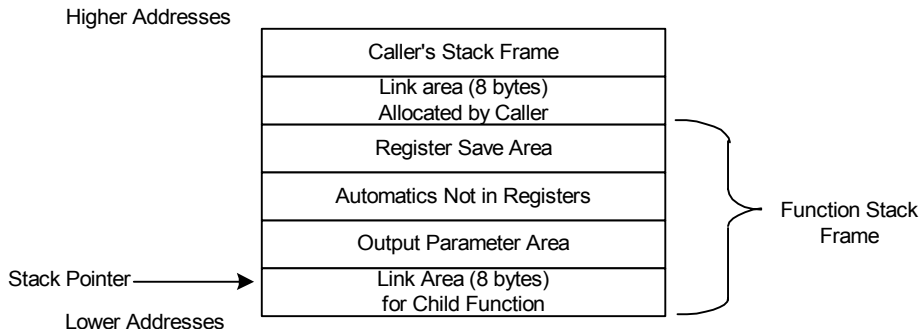 Higher Addresses
Caller's Stack Frame
Link area (8 bytes)
Allocated by Caller
Register Save Area
Automatics Not in Registers
Output Parameter Area
Function Stack
Frame
Stack Pointer
Link Area (8 bytes)
for Child Function
Lower Addresses